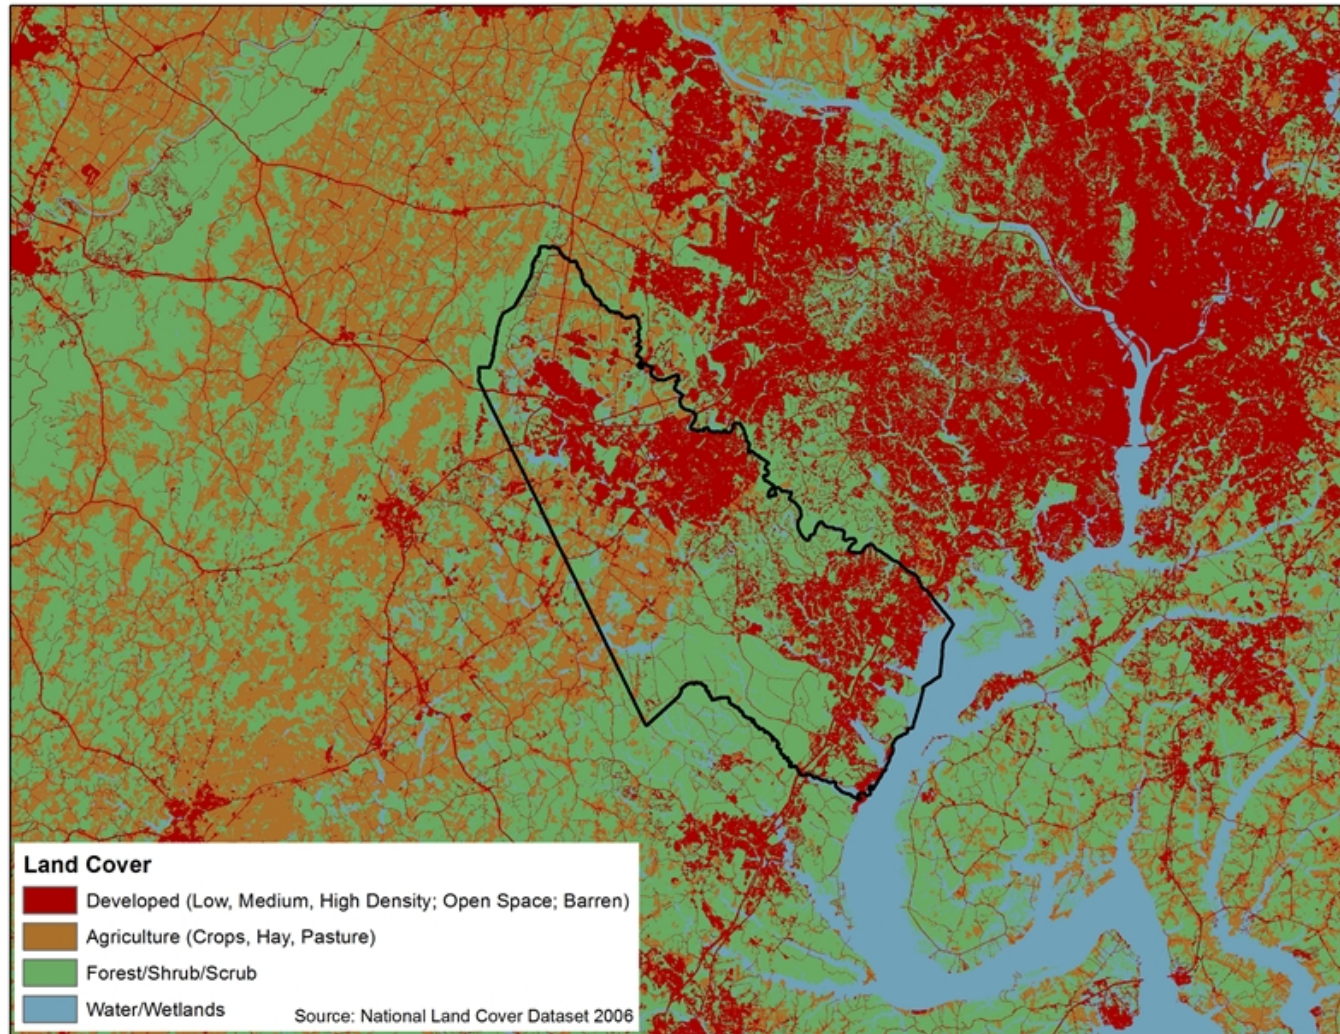 Land Cover
Developed (Low, Medium, High Density; Open Space; Barren)
Agriculture (Crops, Hay, Pasture)
Forest/Shrub/Scrub
Water/Wetlands
Source: National Land Cover Dataset 2006